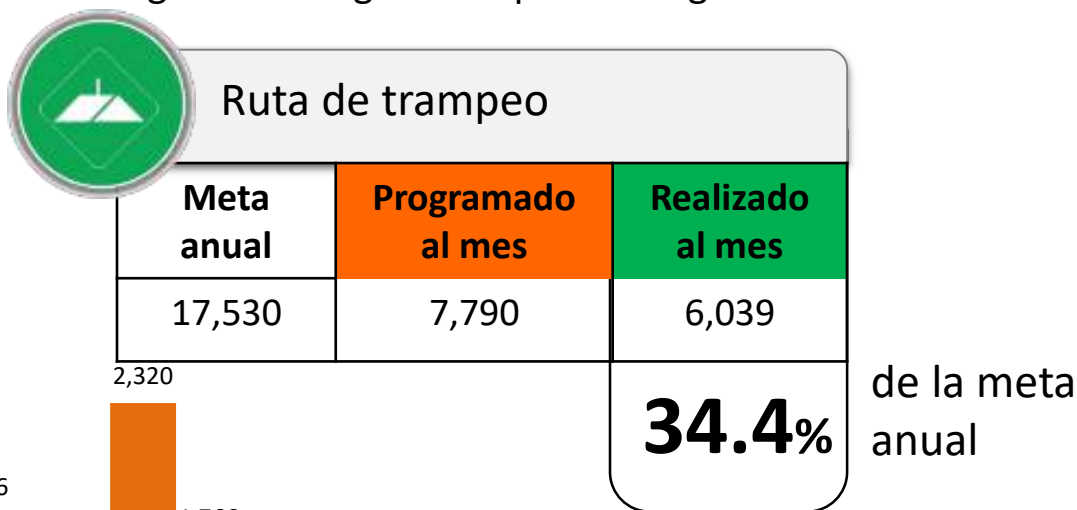 Ruta de trampeo
Meta anual
Programado al mes
Realizado al mes
17,530
7,790
6,039
2,320
34.4%
de la meta
anual
6